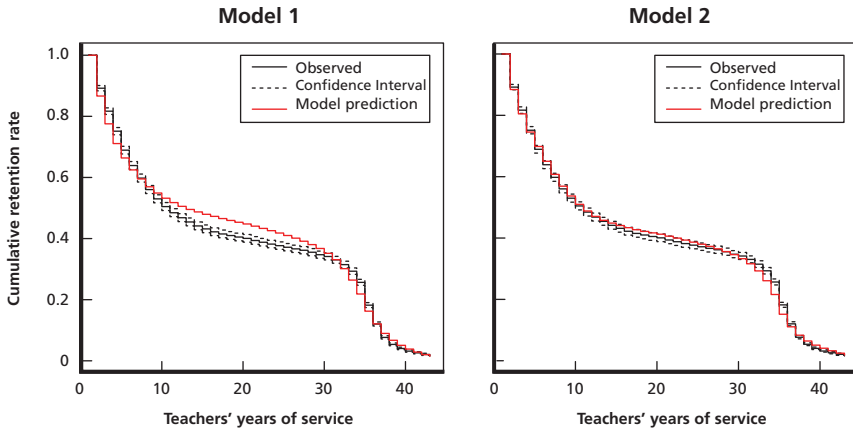 Model 1
Model 2
Cumulative retention rate
1.0
0.8
0.6
0.4
0.2
0
Observed
Confidence Interval
Model prediction
Observed
Confidence Interval
Model prediction
0 10 20 30 40
0 10 20 30 40
Teachers' years of service
Teachers' years of service